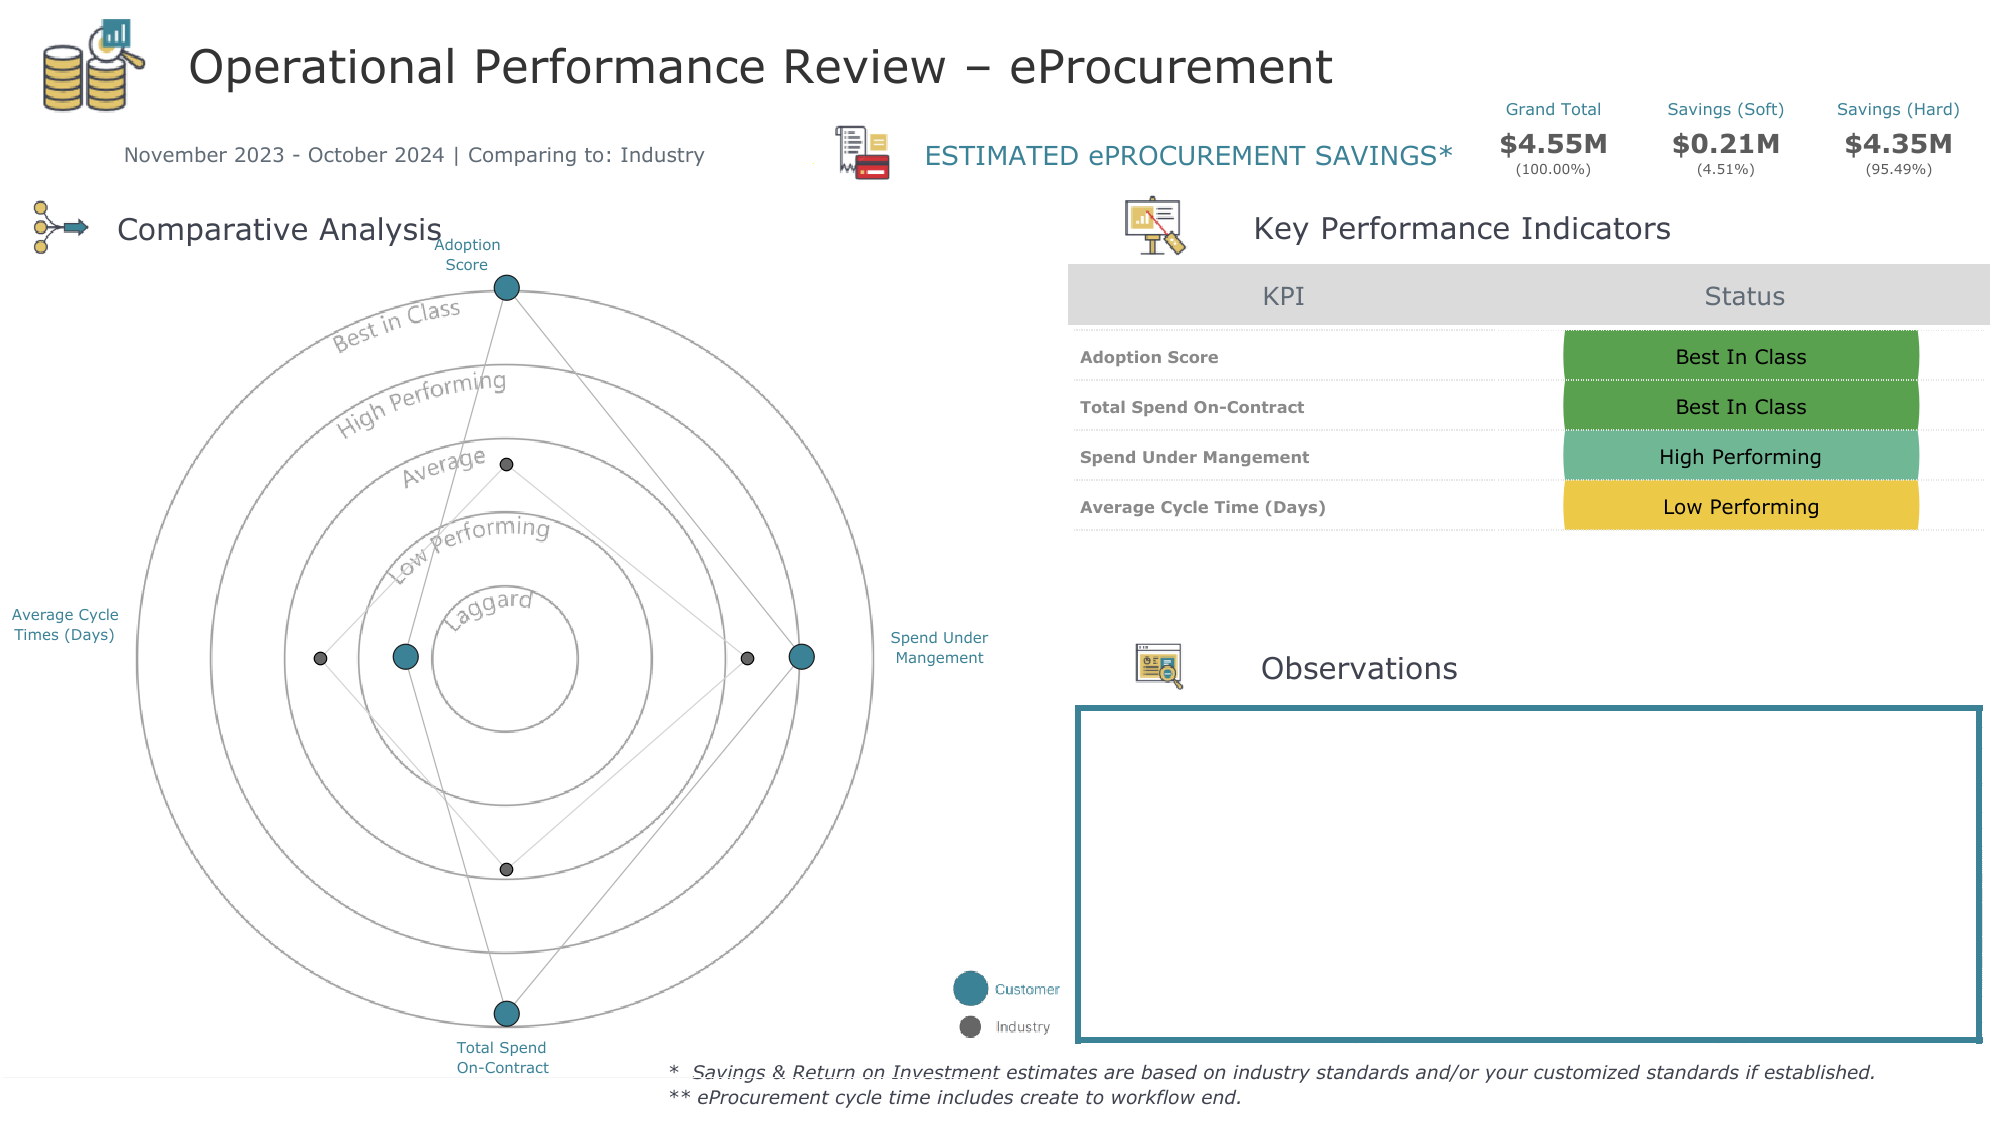 Operational Performance Review – eProcurement
November 2023 - October 2024 | Comparing to: Industry
ESTIMATED ePROCUREMENT SAVINGS*
Grand Total
$4.55M
(100.00%)
Savings (Soft)
$0.21M
(4.51%)
Savings (Hard)
$4.35M
(95.49%)
Comparative Analysis
Adoption
Score
Best in Class
High Performing
Average
Low Performing
Laggard
Average Cycle
Times (Days)
Spend Under
Mangement
Total Spend
On-Contract
Customer
Industry
Key Performance Indicators
KPI Status
Adoption Score Best In Class
Total Spend On-Contract Best In Class
Spend Under Mangement High Performing
Average Cycle Time (Days) Low Performing
Observations
* Savings & Return on Investment estimates are based on industry standards and/or your customized standards if established.
** eProcurement cycle time includes create to workflow end.